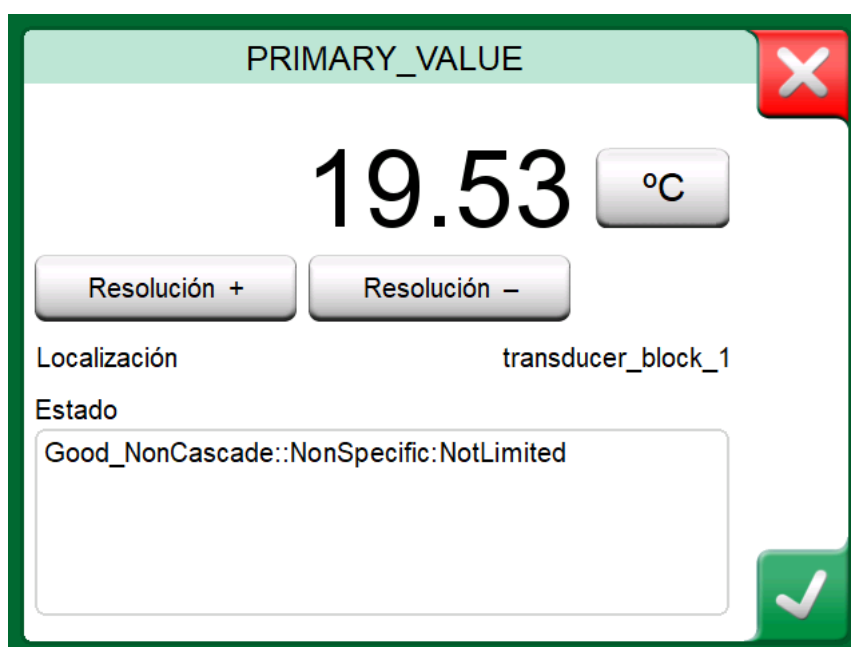 PRIMARY_VALUE
19.53 ºC
Resolución + Resolución –
Localización transducer_block_1
Estado
Good_NonCascade::NonSpecific:NotLimited